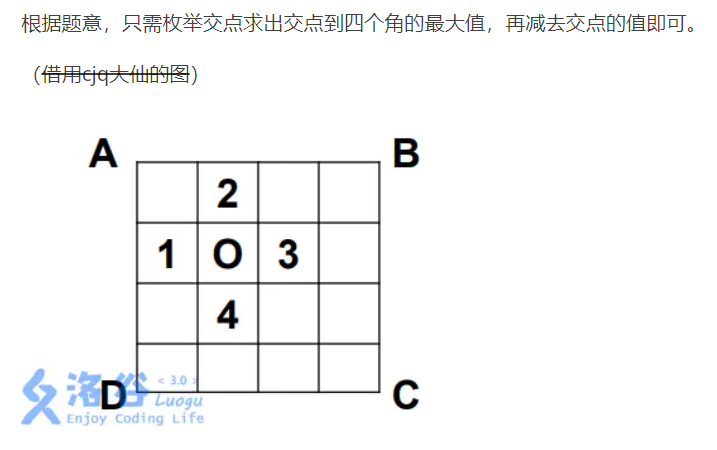 根据题意，只需枚举交点求出交点到四个角的最大值，再减去交点的值即可。
（借用cjq大仙的图）
A B
2
1 O 3
4
洛谷 < 3.0 >
D Luogu C
Enjoy Coding Life